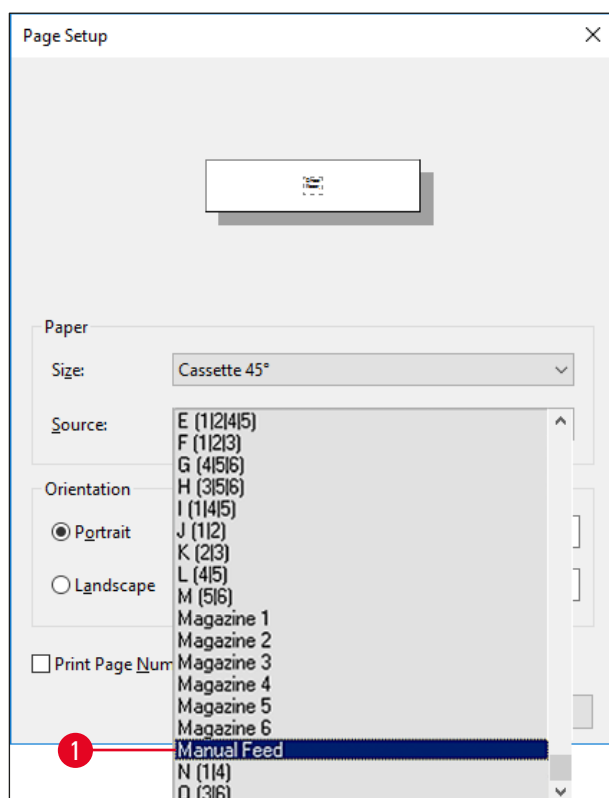 Page Setup
Paper
Size:
Cassette 45°
Source:
E (1|2|4|5)
F (1|2|3)
G (4|5|6)
H (3|5|6)
I (1|4|5)
J (1|2)
K (2|3)
L (4|5)
M (5|6)
Magazine 1
Magazine 2
Magazine 3
Magazine 4
Magazine 5
Magazine 6
Manual Feed
N (1|4)
O (3|6)
Orientation
Portrait
Landscape
Print Page Num
1